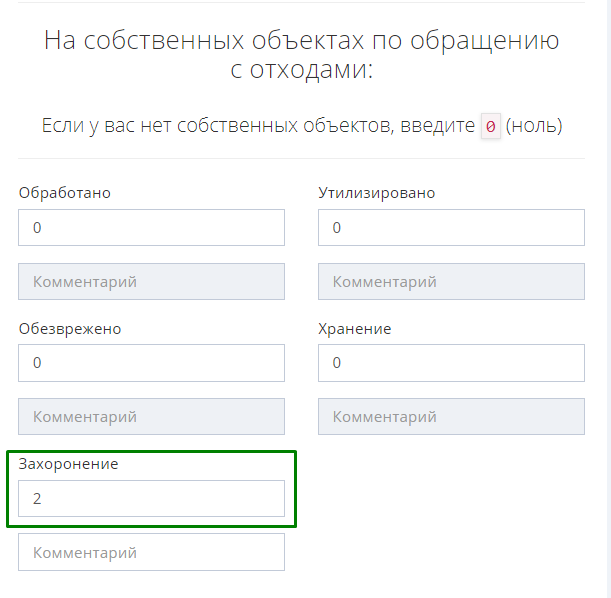 На собственных объектах по обращению
с отходами:
Если у вас нет собственных объектов, введите 0 (ноль)
Обработано
0
Комментарий
Утилизировано
0
Комментарий
Обезврежено
0
Комментарий
Хранение
0
Комментарий
Захоронение
2
Комментарий